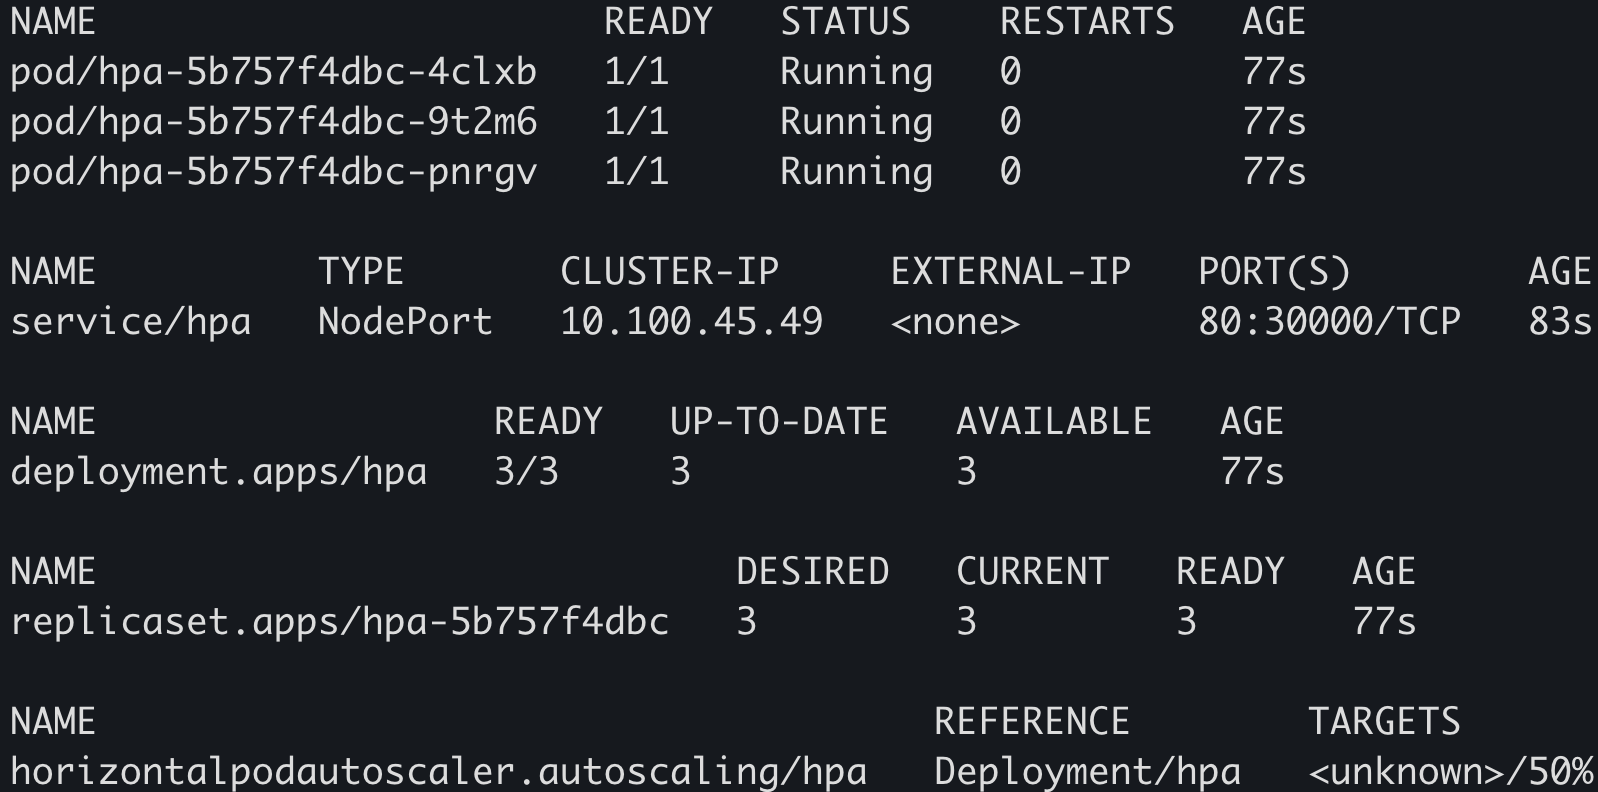 NAME READY STATUS RESTARTS AGE
pod/hpa-5b757f4dbc-4clxb 1/1 Running 0 77s
pod/hpa-5b757f4dbc-9t2m6 1/1 Running 0 77s
pod/hpa-5b757f4dbc-pnrgv 1/1 Running 0 77s
NAME TYPE CLUSTER-IP EXTERNAL-IP PORT(S) AGE
service/hpa NodePort 10.100.45.49 <none> 80:30000/TCP 83s
NAME READY UP-TO-DATE AVAILABLE AGE
deployment.apps/hpa 3/3 3 3 77s
NAME DESIRED CURRENT READY AGE
replicaset.apps/hpa-5b757f4dbc 3 3 3 77s
NAME REFERENCE TARGETS
horizontalpodautoscaler.autoscaling/hpa Deployment/hpa <unknown>/50%